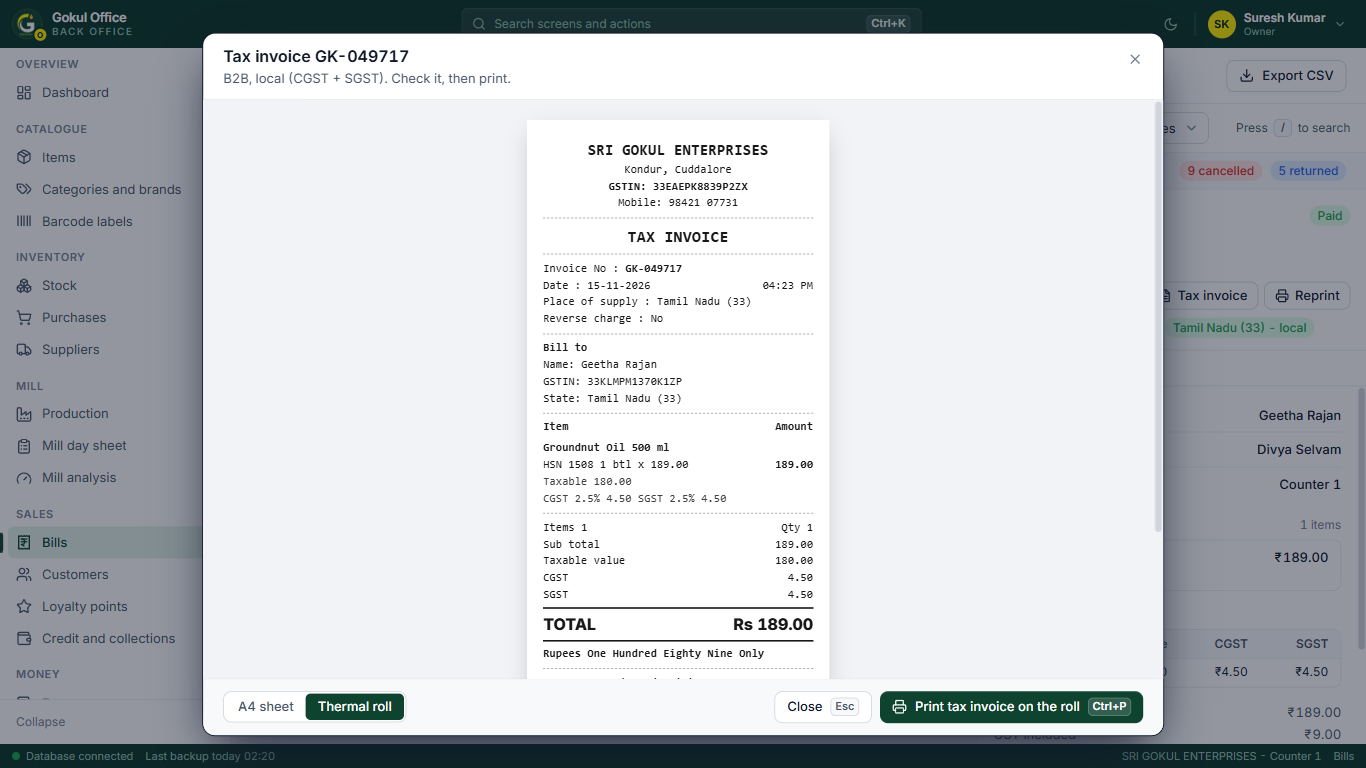 Gokul Office
BACK OFFICE
Search screens and actions
Ctrl+K
SK
Suresh Kumar
Owner
OVERVIEW
Dashboard
CATALOGUE
Items
Categories and brands
Barcode labels
INVENTORY
Stock
Purchases
Suppliers
MILL
Production
Mill day sheet
Mill analysis
SALES
Bills
Customers
Loyalty points
Credit and collections
MONEY
Collapse
Tax invoice GK-049717
B2B, local (CGST + SGST). Check it, then print.
SRI GOKUL ENTERPRISES
Kondur, Cuddalore
GSTIN: 33EAEPK8839P2ZX
Mobile: 98421 07731
TAX INVOICE
Invoice No : GK-049717
Date : 15-11-2026 04:23 PM
Place of supply : Tamil Nadu (33)
Reverse charge : No
Bill to
Name: Geetha Rajan
GSTIN: 33KLMPM1370K1ZP
State: Tamil Nadu (33)
Item Amount
Groundnut Oil 500 ml
HSN 1508 1 btl x 189.00 189.00
Taxable 180.00
CGST 2.5% 4.50 SGST 2.5% 4.50
Items 1 Qty 1
Sub total 189.00
Taxable value 180.00
CGST 4.50
SGST 4.50
TOTAL Rs 189.00
Rupees One Hundred Eighty Nine Only
A4 sheet
Thermal roll
Close Esc
Print tax invoice on the roll Ctrl+P
Export CSV
Press / to search
9 cancelled
5 returned
Paid
Tax invoice
Reprint
Tamil Nadu (33) - local
Geetha Rajan
Divya Selvam
Counter 1
1 items
₹189.00
CGST SGST
₹4.50 ₹4.50
₹189.00
₹9.00
Database connected
Last backup today 02:20
SRI GOKUL ENTERPRISES - Counter 1
Bills